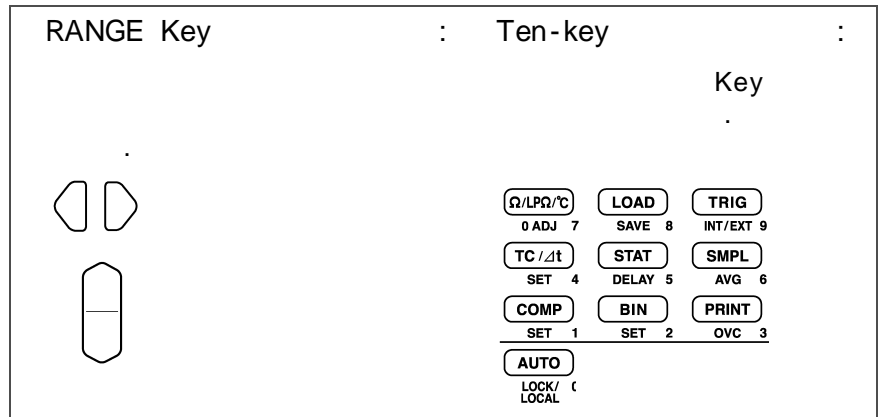 RANGE Key : Ten-key :
Key
.
.
Ω/LPΩ/℃ LOAD TRIG
0 ADJ 7 SAVE 8 INT/EXT 9
TC/⊿t STAT SMPL
SET 4 DELAY 5 AVG 6
COMP BIN PRINT
SET 1 SET 2 OVC 3
AUTO
LOCK/
LOCAL